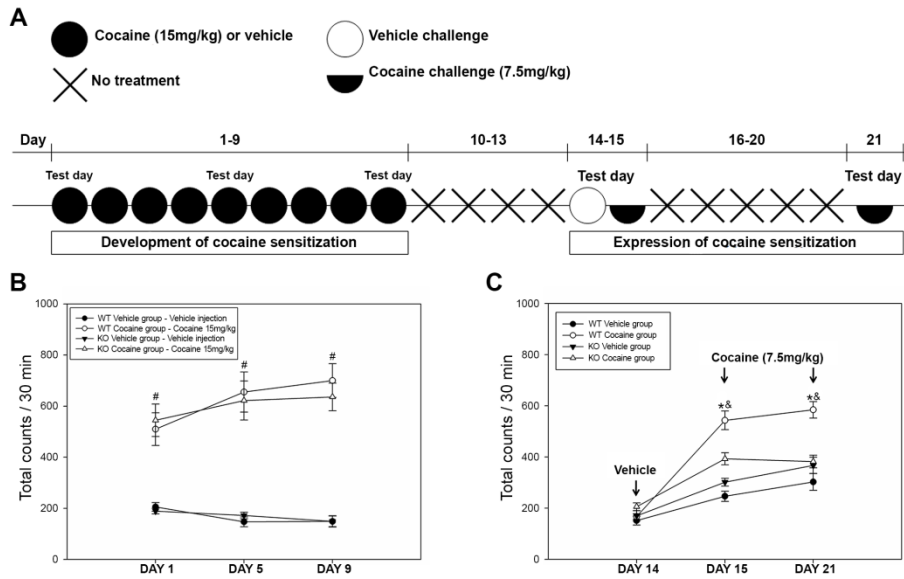 A
Cocaine (15mg/kg) or vehicle
Vehicle challenge
No treatment
Cocaine challenge (7.5mg/kg)
Day 1-9 10-13 14-15 16-20 21
Test day Test day Test day Test day Test day
Development of cocaine sensitization
Expression of cocaine sensitization
B
WT Vehicle group - Vehicle injection
WT Cocaine group - Cocaine 15mg/kg
KO Vehicle group - Vehicle injection
KO Cocaine group - Cocaine 15mg/kg
Total counts / 30 min
1000
800
600
400
200
0
# # #
DAY 1 DAY 5 DAY 9
C
WT Vehicle group
WT Cocaine group
KO Vehicle group
KO Cocaine group
Cocaine (7.5mg/kg)
*& *&
Vehicle
Total counts / 30 min
1000
800
600
400
200
0
DAY 14 DAY 15 DAY 21